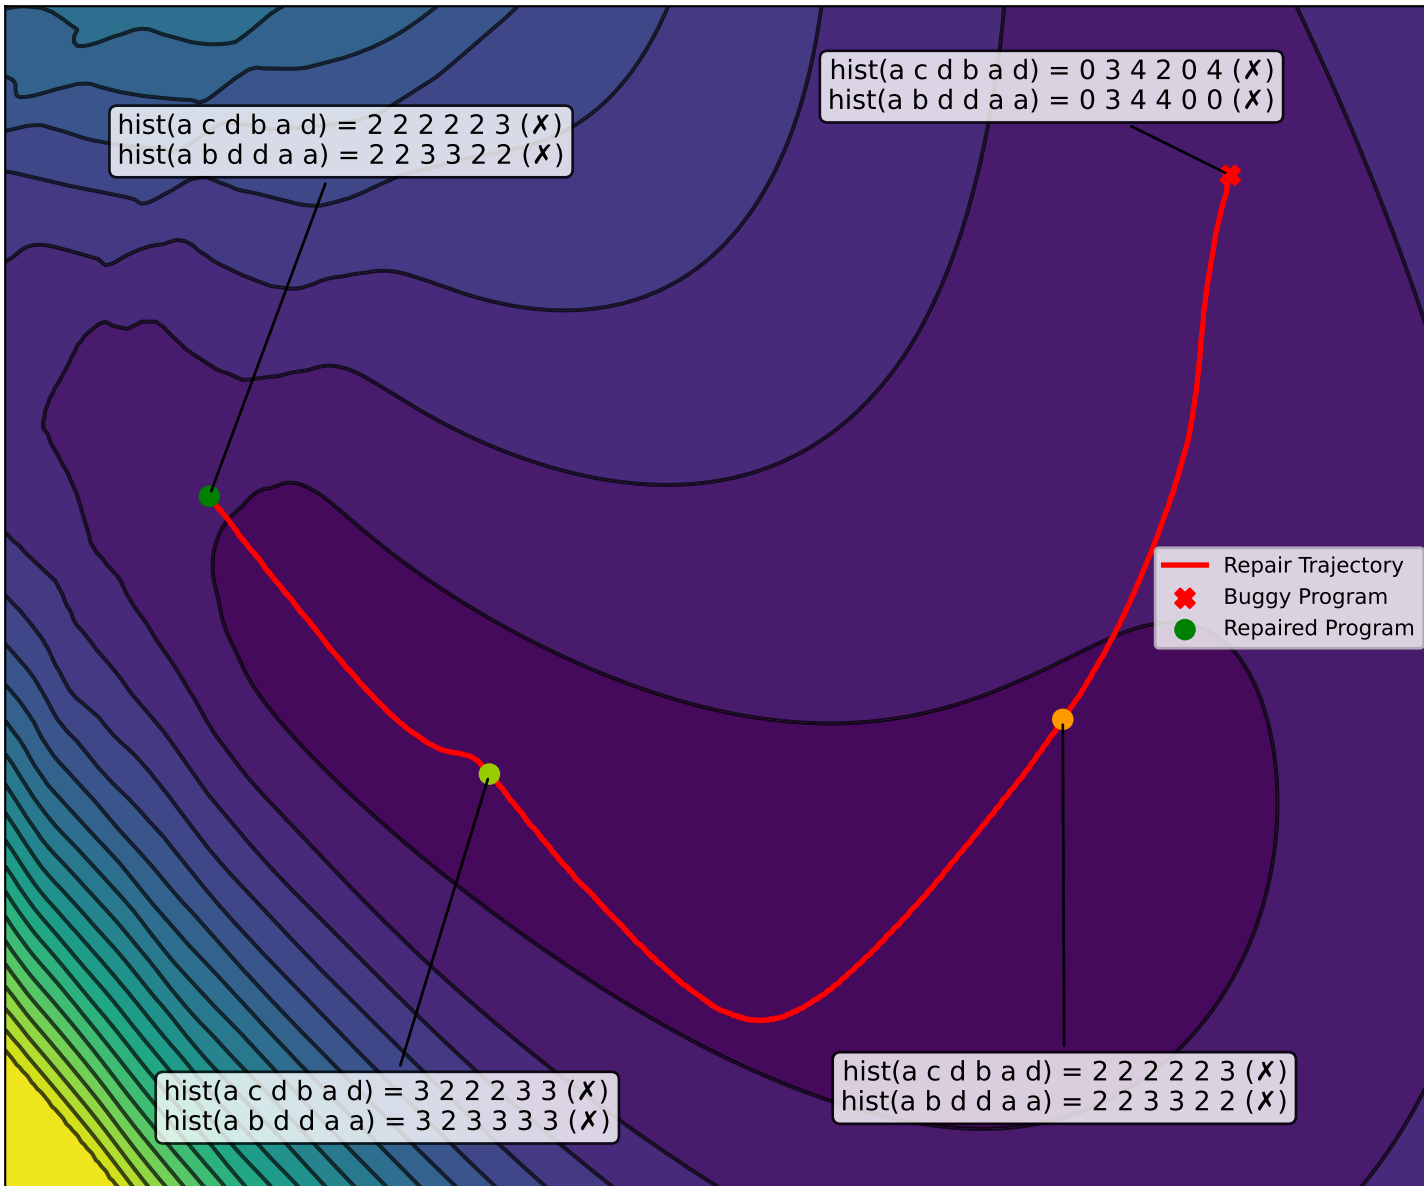 hist(a c d b a d) = 0 3 4 2 0 4 (✗)
hist(a b d d a a) = 0 3 4 4 0 0 (✗)
hist(a c d b a d) = 2 2 2 2 2 3 (✗)
hist(a b d d a a) = 2 2 3 3 2 2 (✗)
Repair Trajectory
Buggy Program
Repaired Program
hist(a c d b a d) = 2 2 2 2 2 3 (✗)
hist(a b d d a a) = 2 2 3 3 2 2 (✗)
hist(a c d b a d) = 3 2 2 2 3 3 (✗)
hist(a b d d a a) = 3 2 3 3 3 3 (✗)